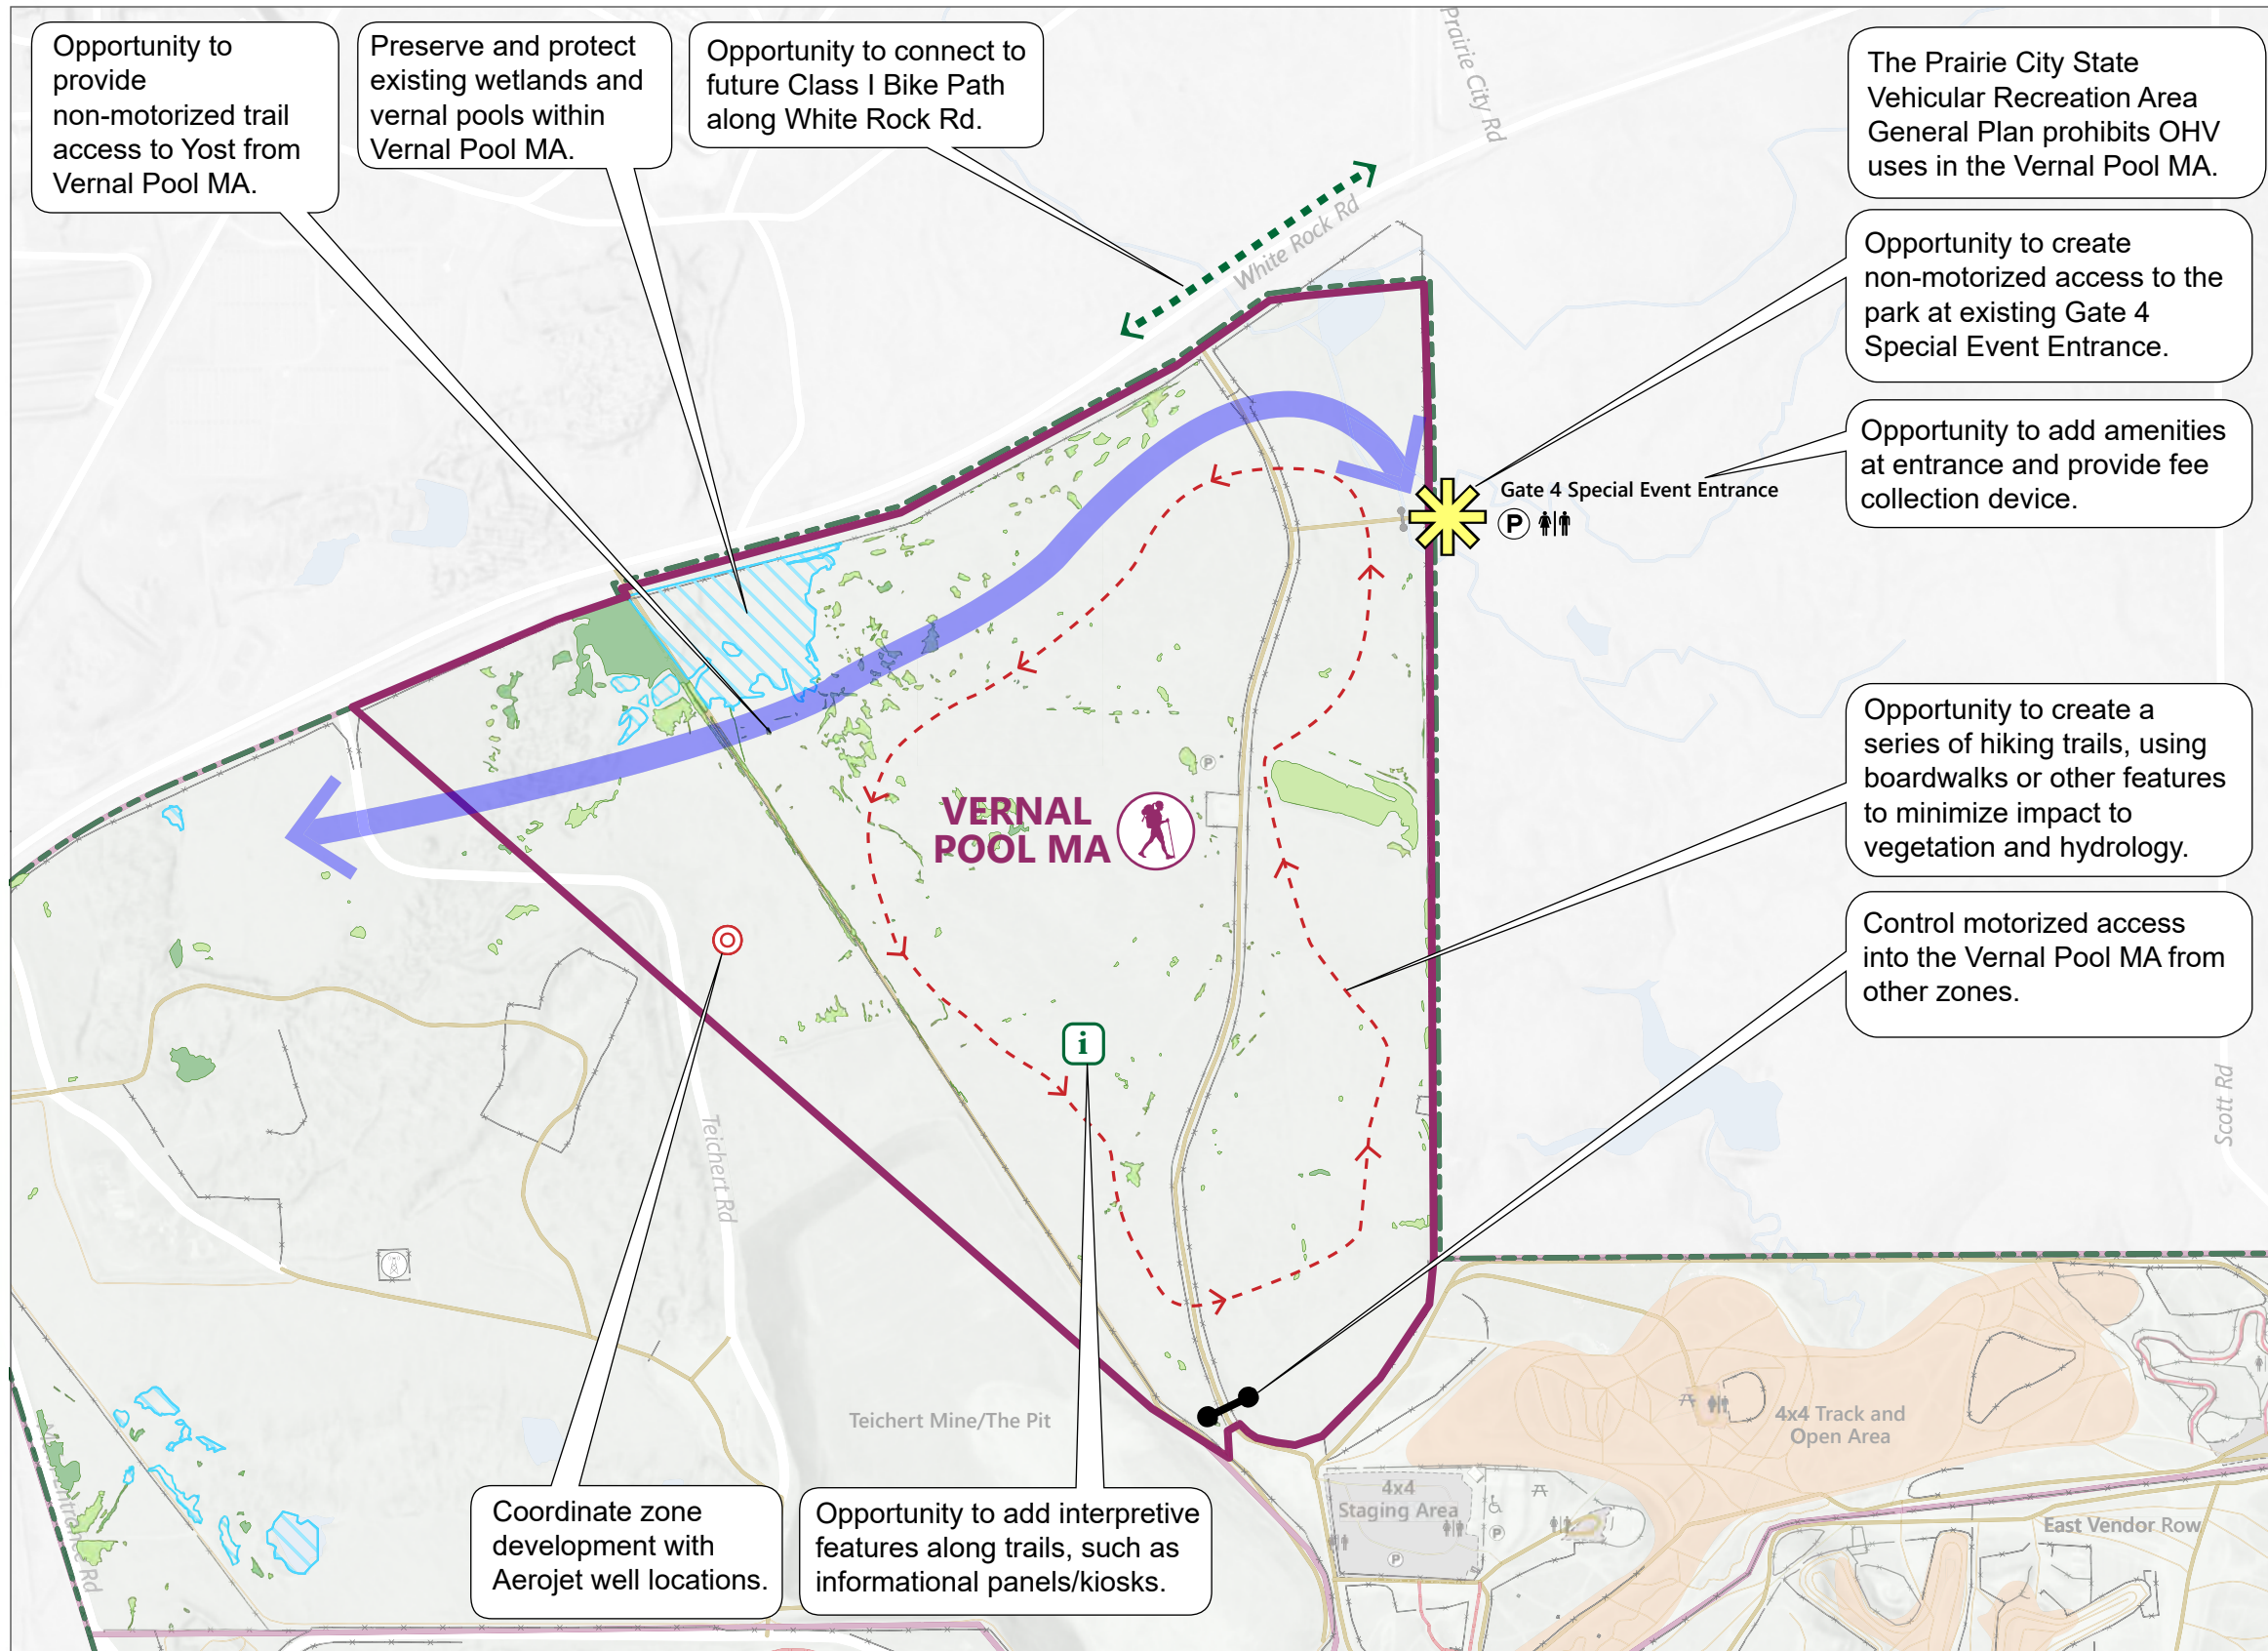 Opportunity to
provide
non-motorized trail
access to Yost from
Vernal Pool MA.
Preserve and protect
existing wetlands and
vernal pools within
Vernal Pool MA.
Opportunity to connect to
future Class I Bike Path
along White Rock Rd.
Prairie City Rd
The Prairie City State
Vehicular Recreation Area
General Plan prohibits OHV
uses in the Vernal Pool MA.
White Rock Rd
Opportunity to create
non-motorized access to the
park at existing Gate 4
Special Event Entrance.
Opportunity to add amenities
at entrance and provide fee
collection device.
Gate 4 Special Event Entrance
P
Opportunity to create a
series of hiking trails, using
boardwalks or other features
to minimize impact to
vegetation and hydrology.
P
VERNAL
POOL MA
Control motorized access
into the Vernal Pool MA from
other zones.
i
Teichert Rd
Scott Rd
Teichert Mine/The Pit
4x4 Track and
Open Area
Main Entrance Rd
4x4
Staging Area
P
P
East Vendor Row
Coordinate zone
development with
Aerojet well locations.
Opportunity to add interpretive
features along trails, such as
informational panels/kiosks.